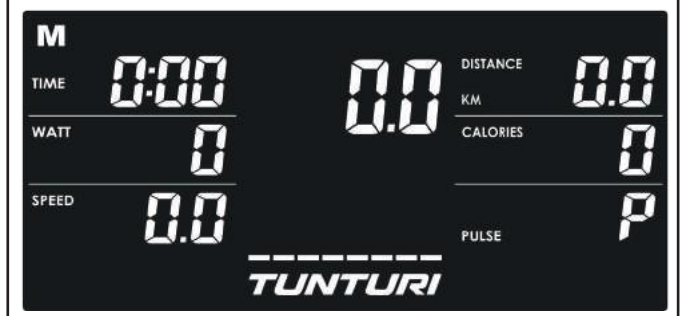 M
TIME 0:00
WATT 0
SPEED 0.0
0.0
DISTANCE
KM 0.0
CALORIES 0
PULSE P
TUNTURI